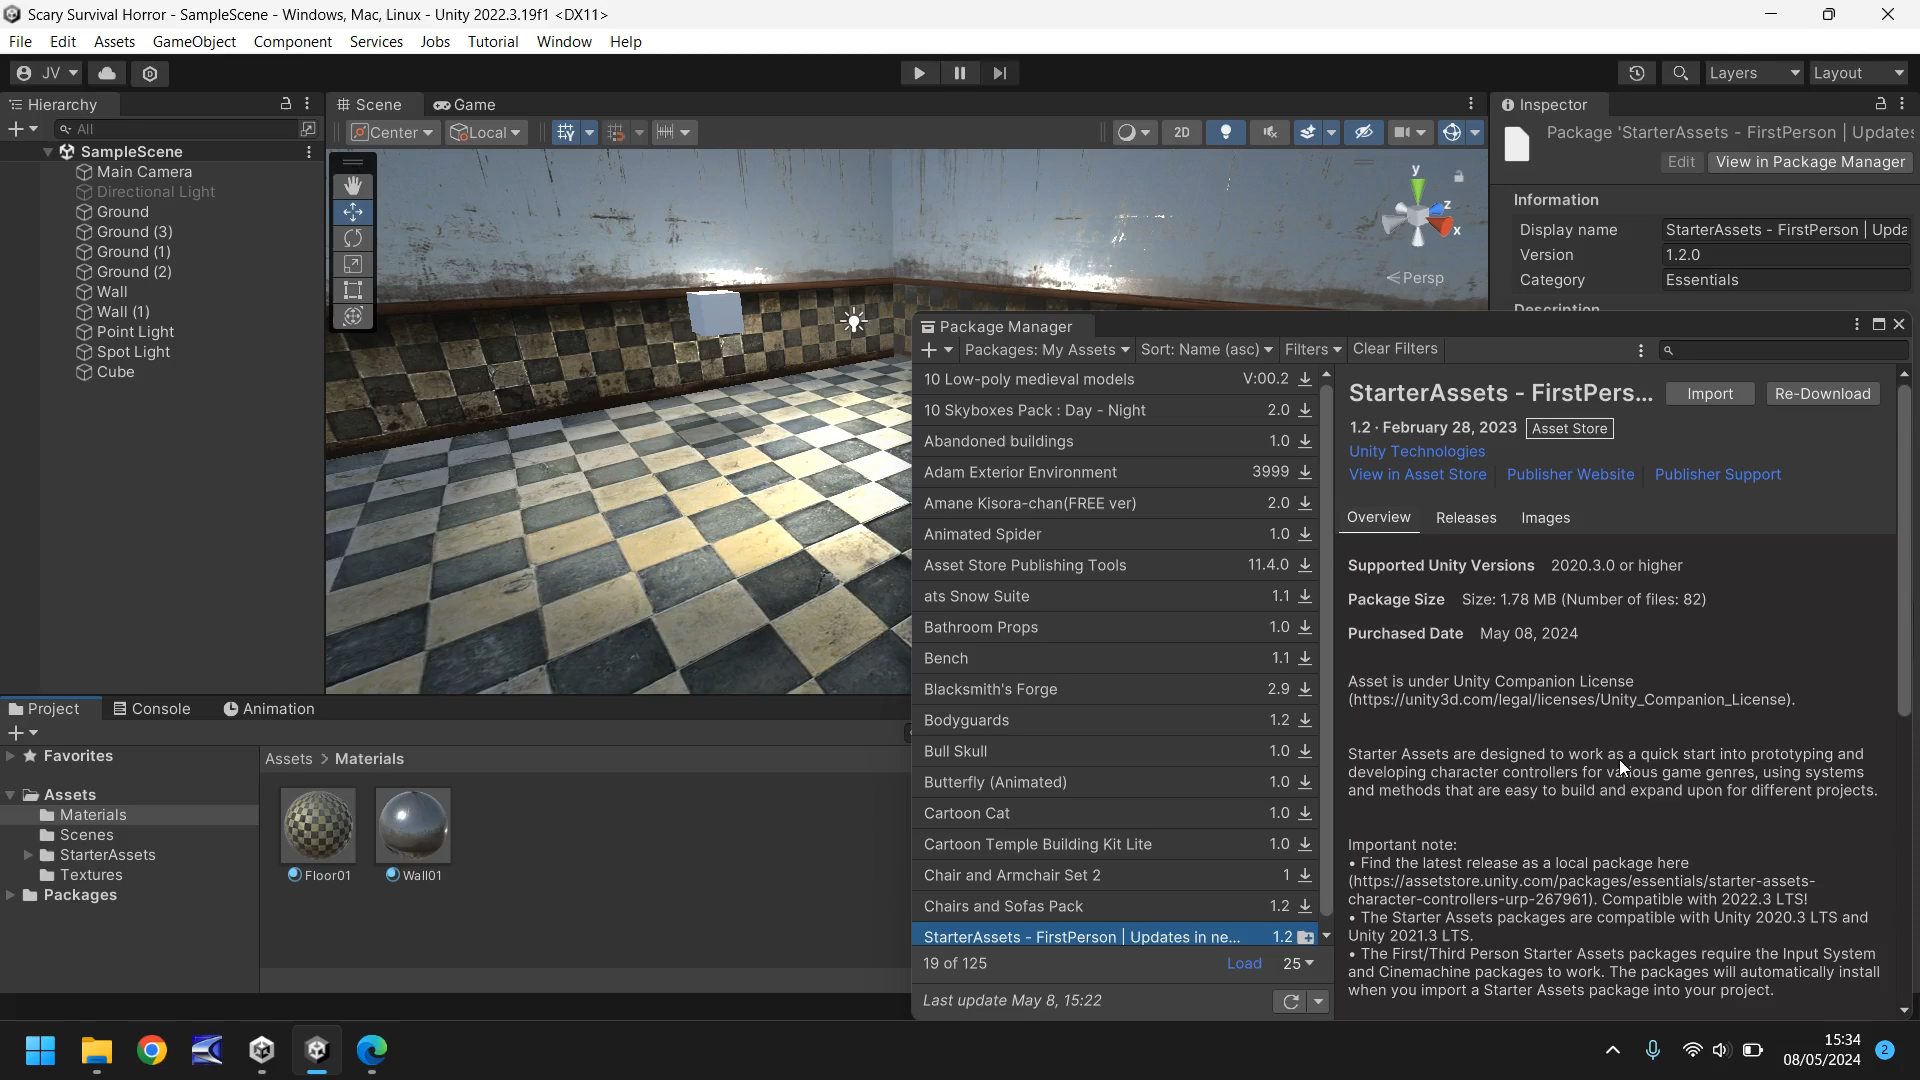 Scary Survival Horror - SampleScene - Windows, Mac, Linux - Unity 2022.3.19f1 <DX11>
File Edit Assets GameObject Component Services Jobs Tutorial Window Help
JV Layers Layout
Hierarchy
All
SampleScene
Main Camera
Directional Light
Ground
Ground (3)
Ground (1)
Ground (2)
Wall
Wall (1)
Point Light
Spot Light
Cube
Scene Game
Center Local 2D
y
z
x
Persp
Inspector
Package 'StarterAssets - FirstPerson | Updates
Edit View in Package Manager
Information
Display name StarterAssets - FirstPerson | Upda
Version 1.2.0
Category Essentials
Description
Package Manager
Packages: My Assets Sort: Name (asc) Filters Clear Filters
10 Low-poly medieval models V:00.2
10 Skyboxes Pack : Day - Night 2.0
Abandoned buildings 1.0
Adam Exterior Environment 3999
Amane Kisora-chan(FREE ver) 2.0
Animated Spider 1.0
Asset Store Publishing Tools 11.4.0
ats Snow Suite 1.1
Bathroom Props 1.0
Bench 1.1
Blacksmith's Forge 2.9
Bodyguards 1.2
Bull Skull 1.0
Butterfly (Animated) 1.0
Cartoon Cat 1.0
Cartoon Temple Building Kit Lite 1.0
Chair and Armchair Set 2 1
Chairs and Sofas Pack 1.2
StarterAssets - FirstPerson | Updates in ne... 1.2
19 of 125 Load 25
Last update May 8, 15:22
StarterAssets - FirstPers... Import Re-Download
1.2 · February 28, 2023 Asset Store
Unity Technologies
View in Asset Store Publisher Website Publisher Support
Overview Releases Images
Supported Unity Versions 2020.3.0 or higher
Package Size Size: 1.78 MB (Number of files: 82)
Purchased Date May 08, 2024
Asset is under Unity Companion License
(https://unity3d.com/legal/licenses/Unity_Companion_License).
Starter Assets are designed to work as a quick start into prototyping and
developing character controllers for various game genres, using systems
and methods that are easy to build and expand upon for different projects.
Important note:
• Find the latest release as a local package here
(https://assetstore.unity.com/packages/essentials/starter-assets-
character-controllers-urp-267961). Compatible with 2022.3 LTS!
• The Starter Assets packages are compatible with Unity 2020.3 LTS and
Unity 2021.3 LTS.
• The First/Third Person Starter Assets packages require the Input System
and Cinemachine packages to work. The packages will automatically install
when you import a Starter Assets package into your project.
Project Console Animation
Favorites
Assets
Materials
Scenes
StarterAssets
Textures
Packages
Assets > Materials
Floor01 Wall01
15:34
08/05/2024
2